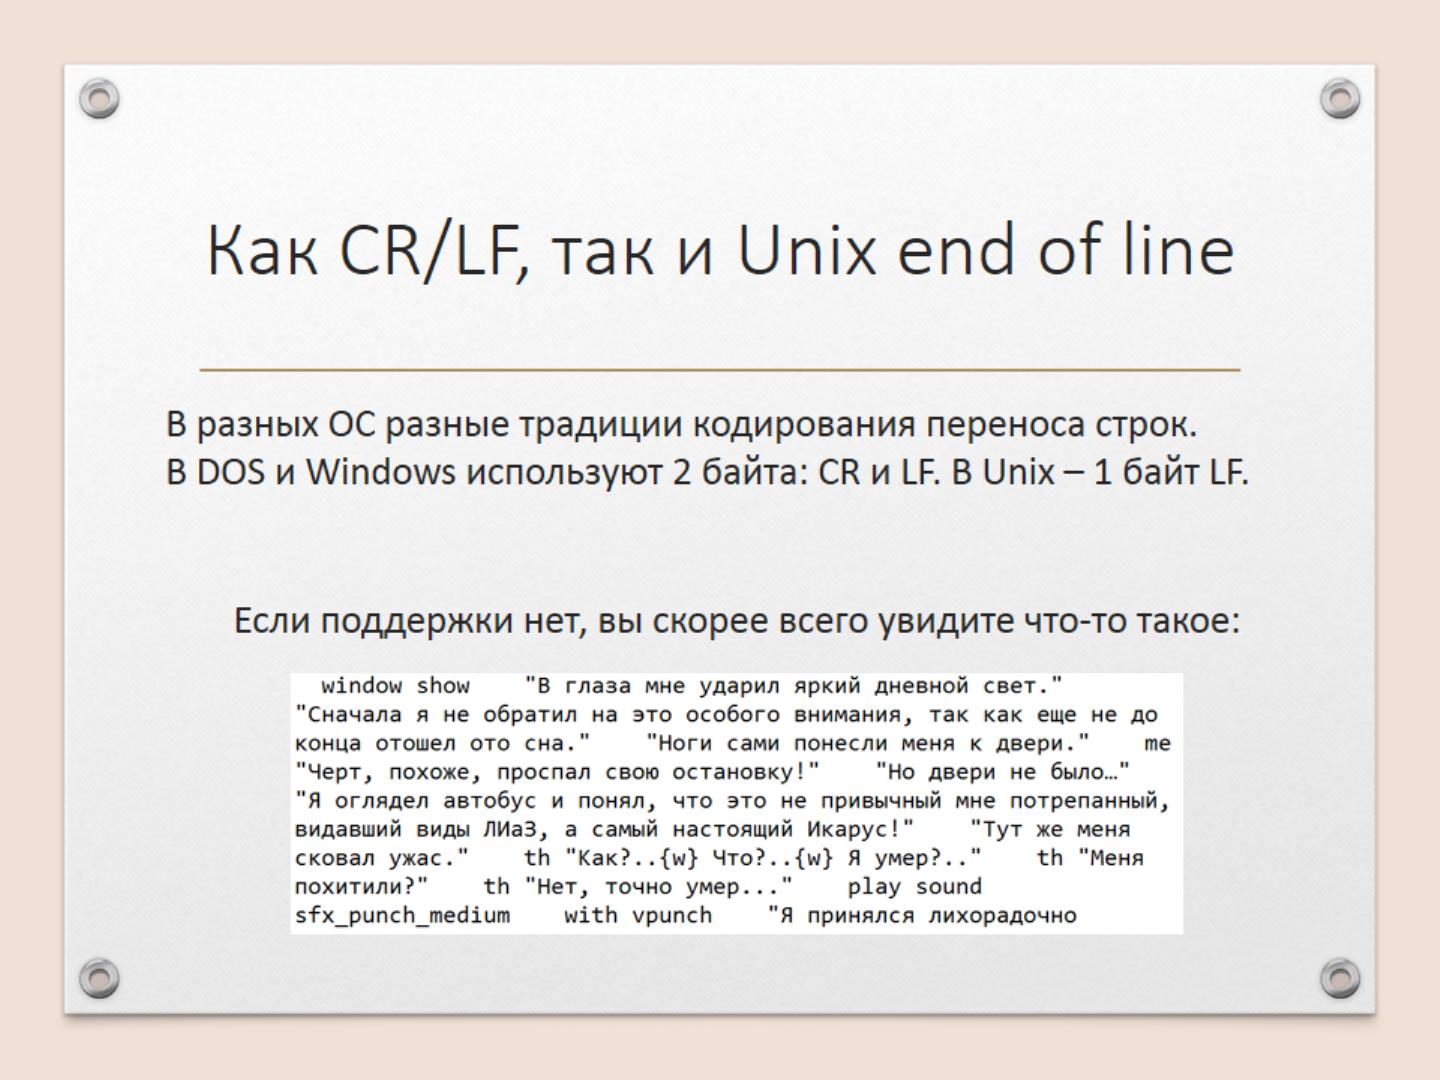 Как CR/LF, так и Unix end of line
В разных ОС разные традиции кодирования переноса строк.
В DOS и Windows используют 2 байта: CR и LF. В Unix – 1 байт LF.
Если поддержки нет, вы скорее всего увидите что-то такое:
window show    "В глаза мне ударил яркий дневной свет."
"Сначала я не обратил на это особого внимания, так как еще не до
конца отошел ото сна."    "Ноги сами понесли меня к двери."    me
"Черт, похоже, проспал свою остановку!"    "Но двери не было…"
"Я оглядел автобус и понял, что это не привычный мне потрепанный,
видавший виды ЛИаЗ, а самый настоящий Икарус!"    "Тут же меня
сковал ужас."    th "Как?..{w} Что?..{w} Я умер?.."    th "Меня
похитили?"    th "Нет, точно умер..."    play sound
sfx_punch_medium    with vpunch    "Я принялся лихорадочно